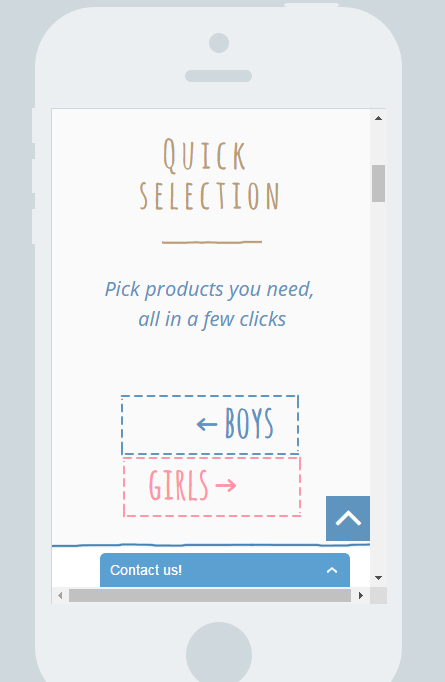 Quick
selection
Pick products you need,
all in a few clicks
← BOYS
GIRLS →
Contact us!